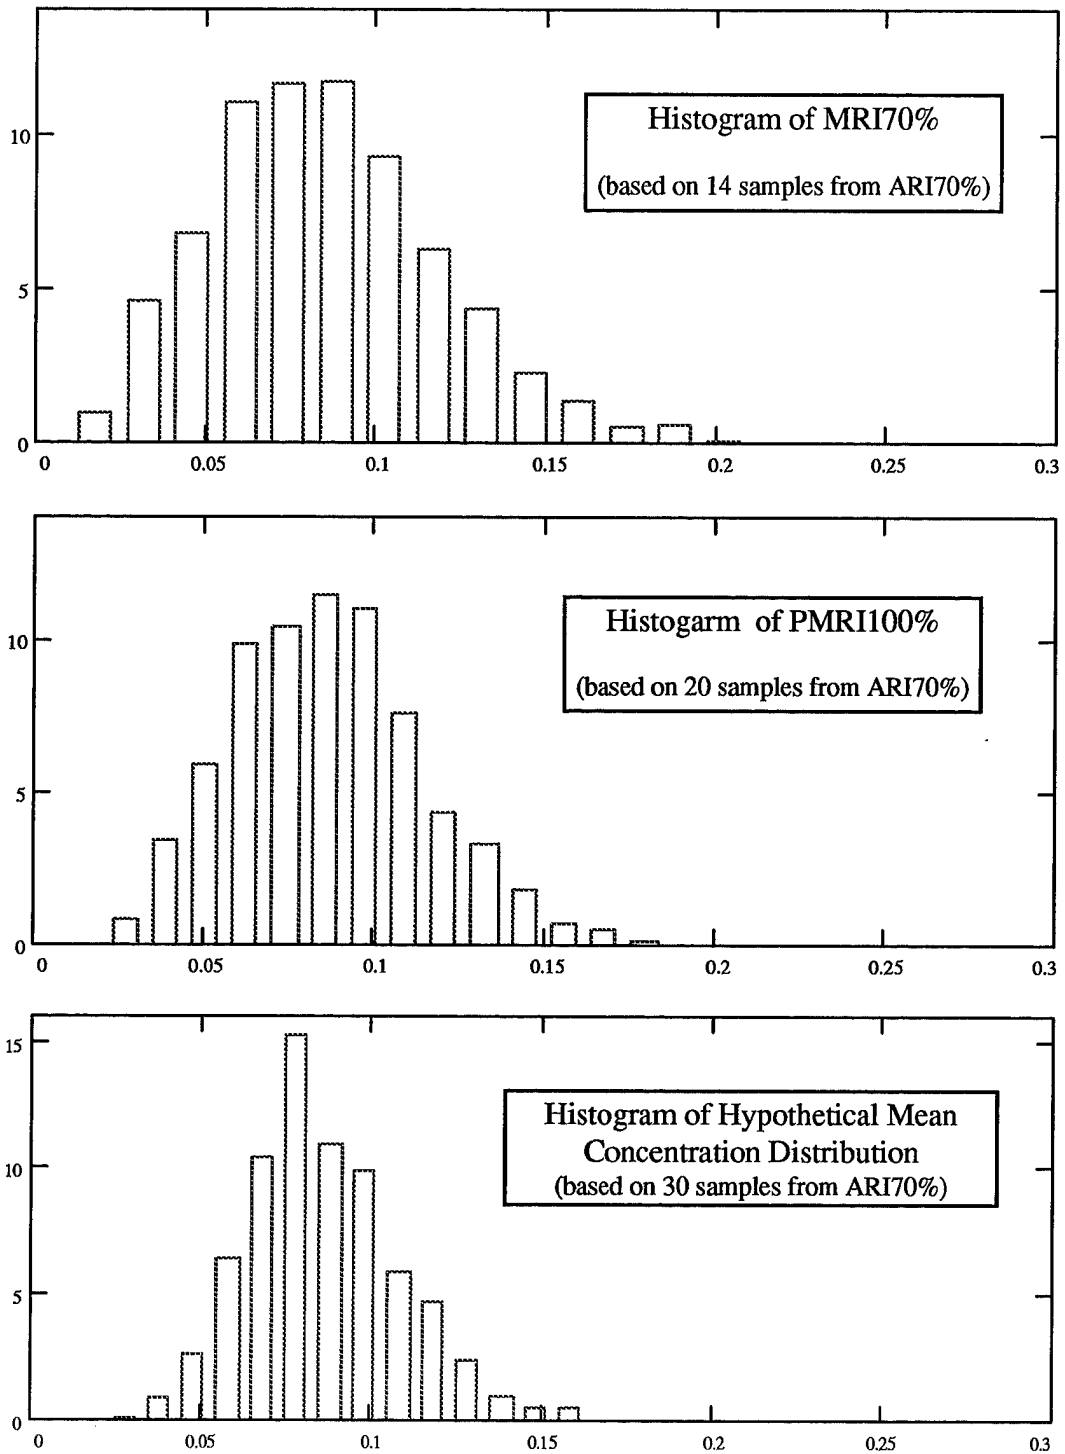 10
5
0
Histogram of MRI70%
(based on 14 samples from ARI70%)
0 0.05 0.1 0.15 0.2 0.25 0.3
10
5
0
Histogarm of PMRI100%
(based on 20 samples from ARI70%)
0 0.05 0.1 0.15 0.2 0.25 0.3
15
10
5
0
Histogram of Hypothetical Mean
Concentration Distribution
(based on 30 samples from ARI70%)
0 0.05 0.1 0.15 0.2 0.25 0.3